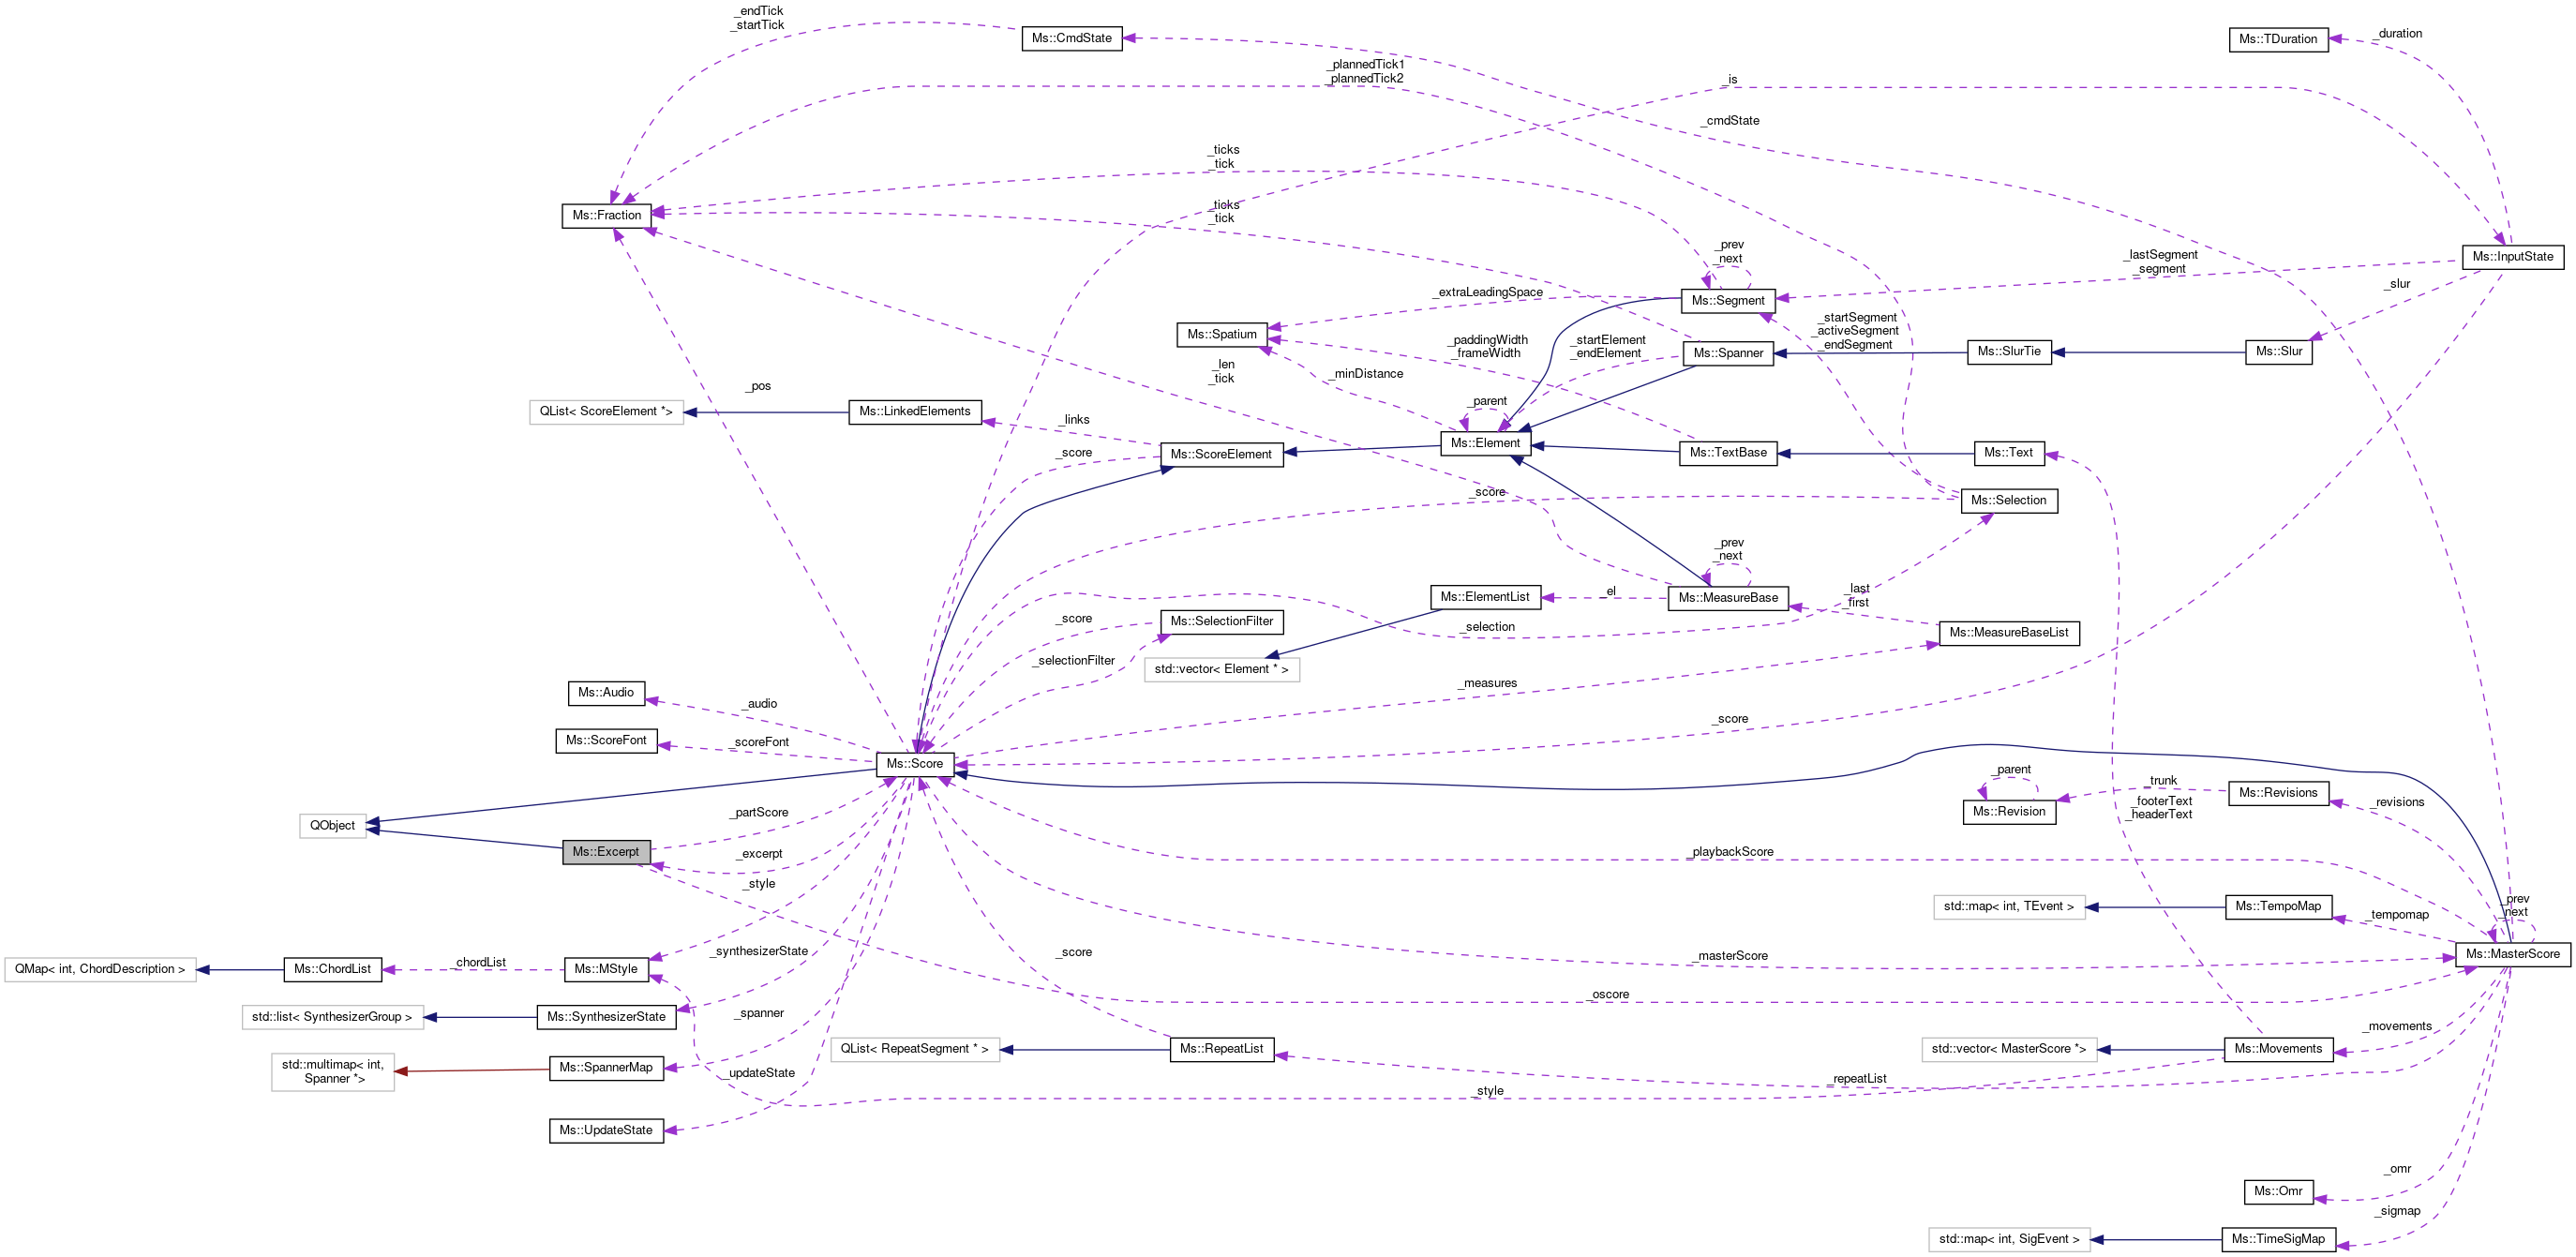 _endTick
_startTick
Ms::CmdState
Ms::TDuration
_duration
_plannedTick1
_plannedTick2
_is
_cmdState
_ticks
_tick
Ms::Fraction
_ticks
_tick
_prev
_next
_lastSegment
_segment
Ms::InputState
_slur
_extraLeadingSpace
Ms::Segment
Ms::Spatium
_paddingWidth
_frameWidth
_startElement
_endElement
Ms::Spanner
_startSegment
_activeSegment
_endSegment
Ms::SlurTie
Ms::Slur
_pos
_len
_tick
_minDistance
QList< ScoreElement *>
Ms::LinkedElements
_links
_parent
_score
Ms::ScoreElement
Ms::Element
Ms::TextBase
Ms::Text
_score
Ms::Selection
_prev
_next
Ms::ElementList
_el
Ms::MeasureBase
_last
_first
_score
Ms::SelectionFilter
_selection
Ms::MeasureBaseList
_selectionFilter
std::vector< Element * >
Ms::Audio
_audio
_measures
Ms::ScoreFont
_scoreFont
_score
Ms::Score
_parent
_trunk
Ms::Revisions
_revisions
QObject
_partScore
Ms::Revision
_footerText
_headerText
Ms::Excerpt
_excerpt
_playbackScore
_style
std::map< int, TEvent >
Ms::TempoMap
_tempomap
_prev
_next
_synthesizerState
_score
_masterScore
Ms::MasterScore
QMap< int, ChordDescription >
Ms::ChordList
_chordList
Ms::MStyle
_oscore
std::list< SynthesizerGroup >
Ms::SynthesizerState
_spanner
_movements
QList< RepeatSegment * >
Ms::RepeatList
std::vector< MasterScore *>
Ms::Movements
std::multimap< int,
Spanner *>
Ms::SpannerMap
_updateState
_repeatList
_style
Ms::UpdateState
_omr
Ms::Omr
_sigmap
std::map< int, SigEvent >
Ms::TimeSigMap